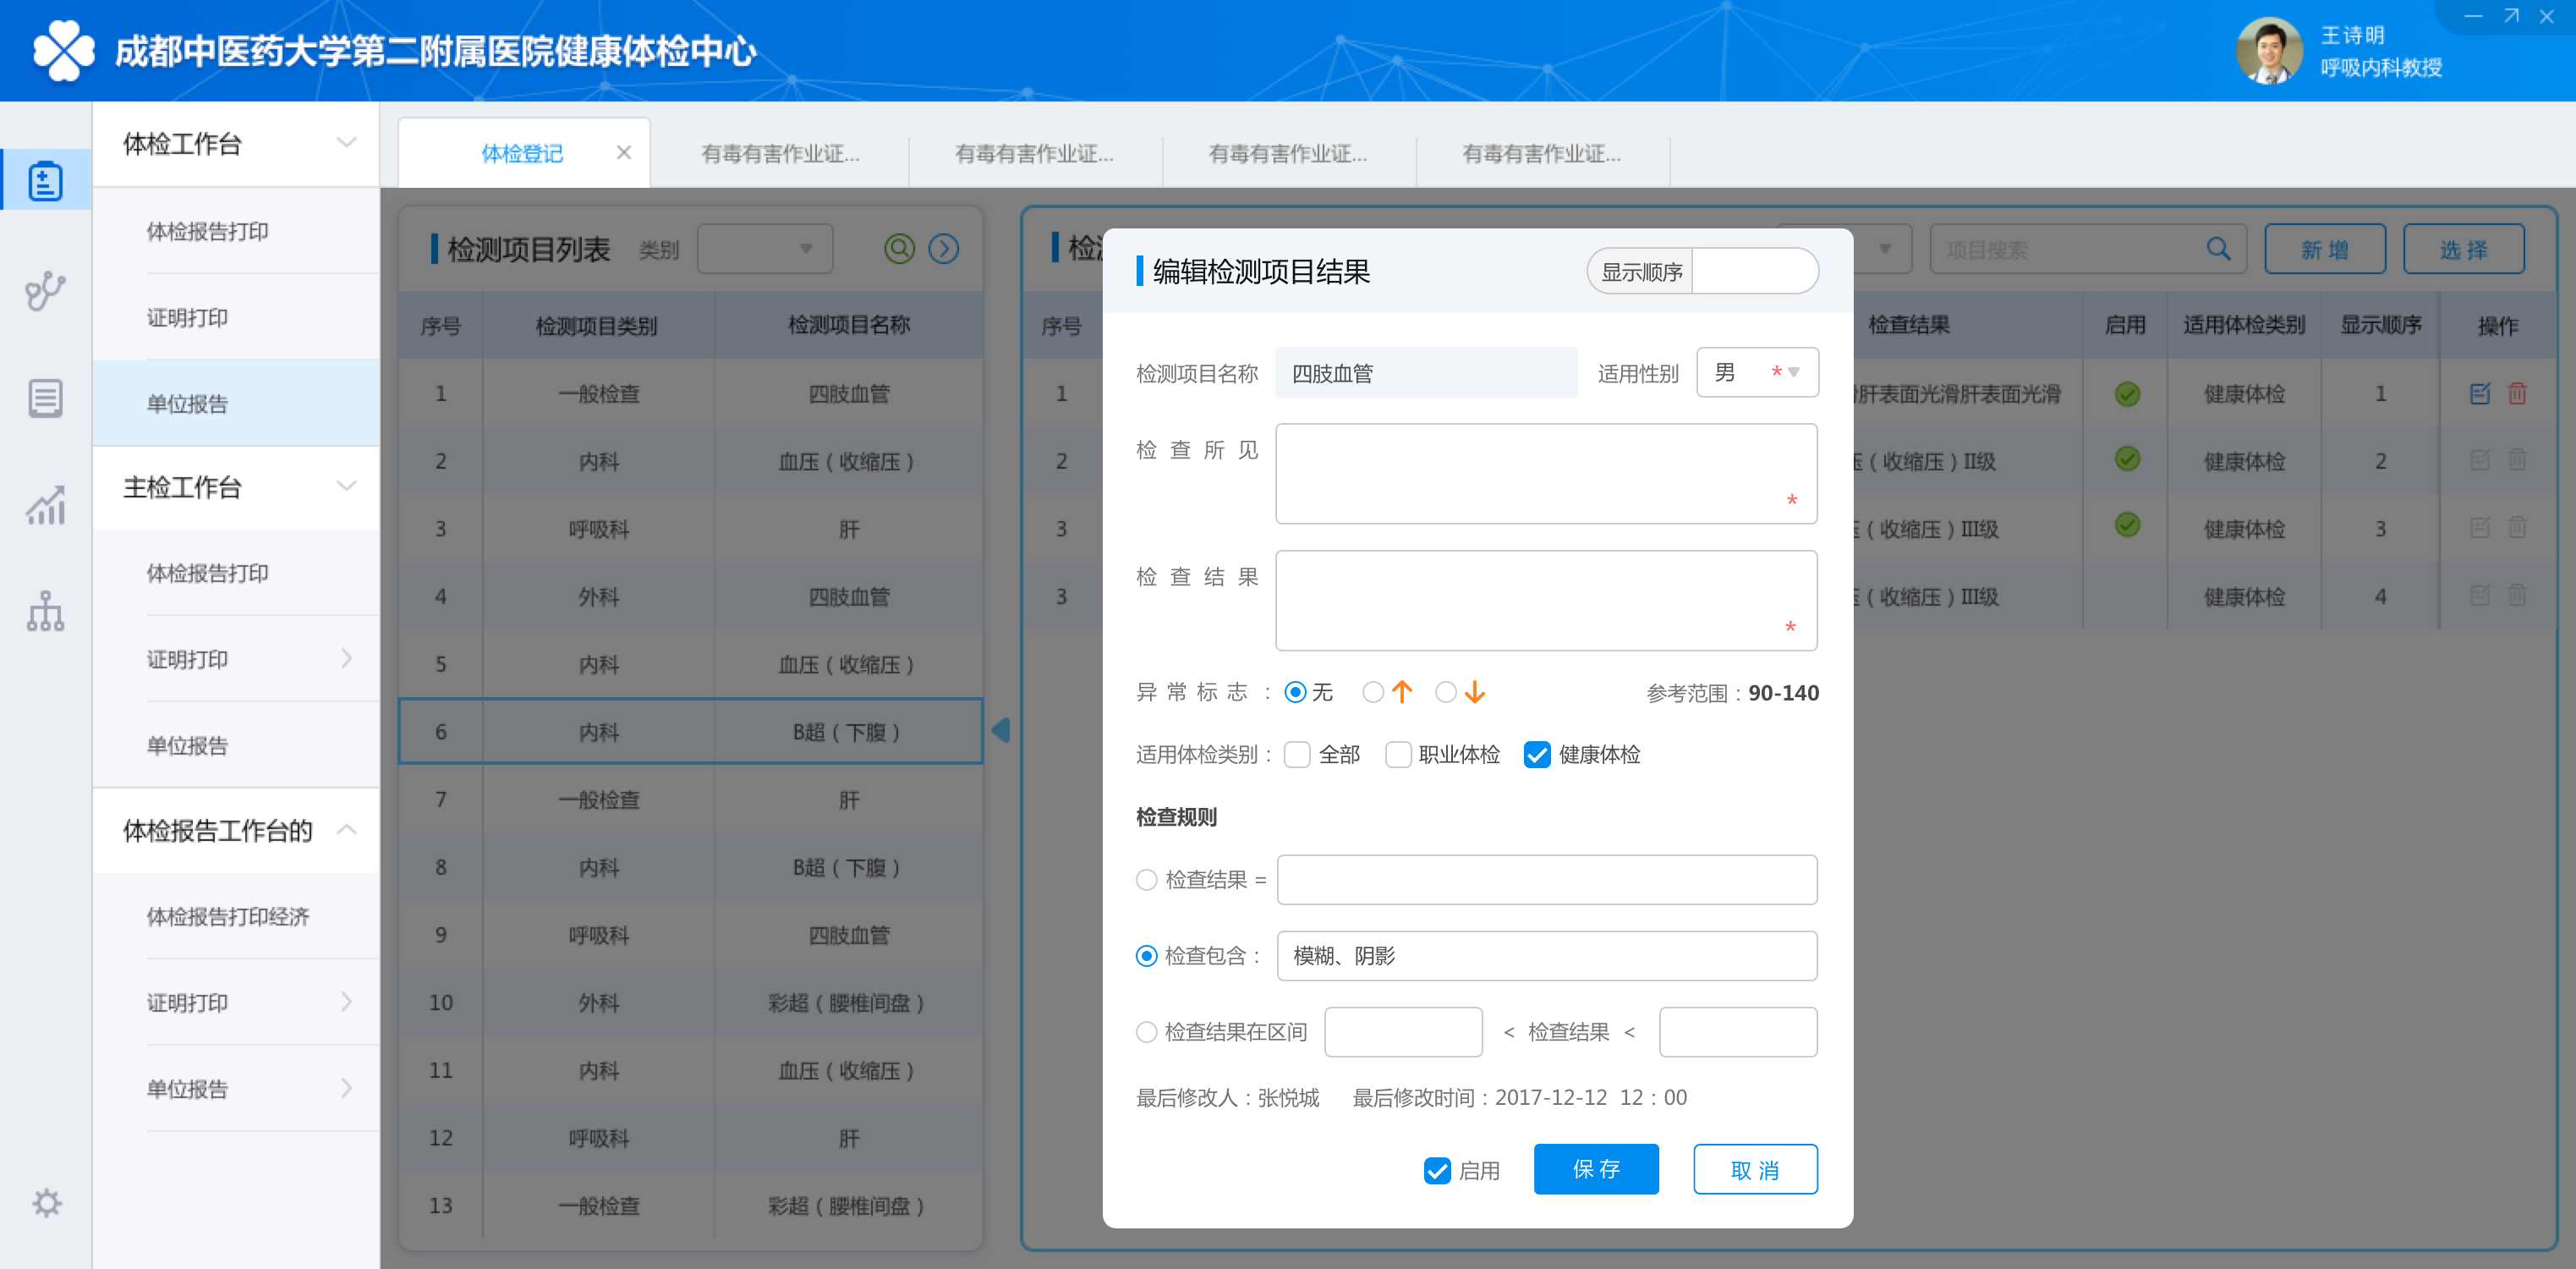 成都中医药大学第二附属医院健康体检中心
王诗明
呼吸内科教授
体检工作台
体检报告打印
证明打印
单位报告
主检工作台
体检报告打印
证明打印
单位报告
体检报告工作台的
体检报告打印经济
证明打印
单位报告
体检登记
有毒有害作业证...
有毒有害作业证...
有毒有害作业证...
有毒有害作业证...
检测项目列表 类别
序号 检测项目类别 检测项目名称
1 一般检查 四肢血管
2 内科 血压（收缩压）
3 呼吸科 肝
4 外科 四肢血管
5 内科 血压（收缩压）
6 内科 B超（下腹）
7 一般检查 肝
8 内科 B超（下腹）
9 呼吸科 四肢血管
10 外科 彩超（腰椎间盘）
11 内科 血压（收缩压）
12 呼吸科 肝
13 一般检查 彩超（腰椎间盘）
项目搜索 新增 选择
序号 检查结果 启用 适用体检类别 显示顺序 操作
1 肝表面光滑肝表面光滑 健康体检 1
2 （收缩压）II级 健康体检 2
3 （收缩压）III级 健康体检 3
3 （收缩压）III级 健康体检 4
编辑检测项目结果 显示顺序
检测项目名称 四肢血管 适用性别 男 *
检查所见 *
检查结果 *
异常标志： 无 ↑ ↓ 参考范围：90-140
适用体检类别： 全部 职业体检 健康体检
检查规则
检查结果 =
检查包含： 模糊、阴影
检查结果在区间 < 检查结果 <
最后修改人：张悦城 最后修改时间：2017-12-12 12：00
启用 保存 取消